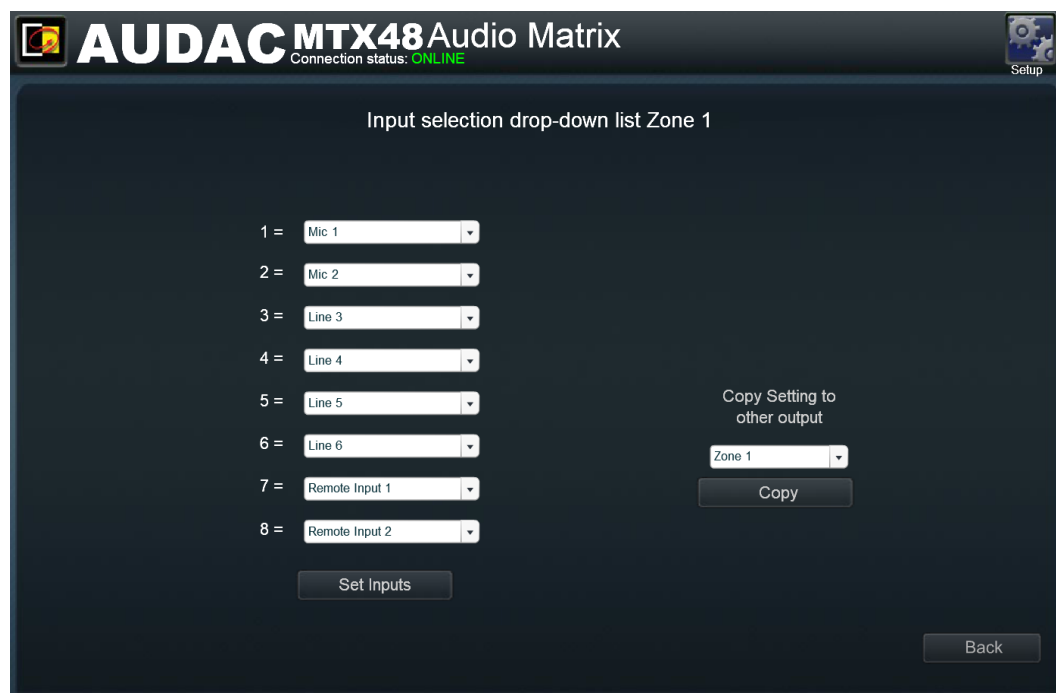 AUDAC MTX48 Audio Matrix
Connection status: ONLINE
Setup
Input selection drop-down list Zone 1
1 = Mic 1
2 = Mic 2
3 = Line 3
4 = Line 4
5 = Line 5
6 = Line 6
7 = Remote Input 1
8 = Remote Input 2
Set Inputs
Copy Setting to
other output
Zone 1
Copy
Back